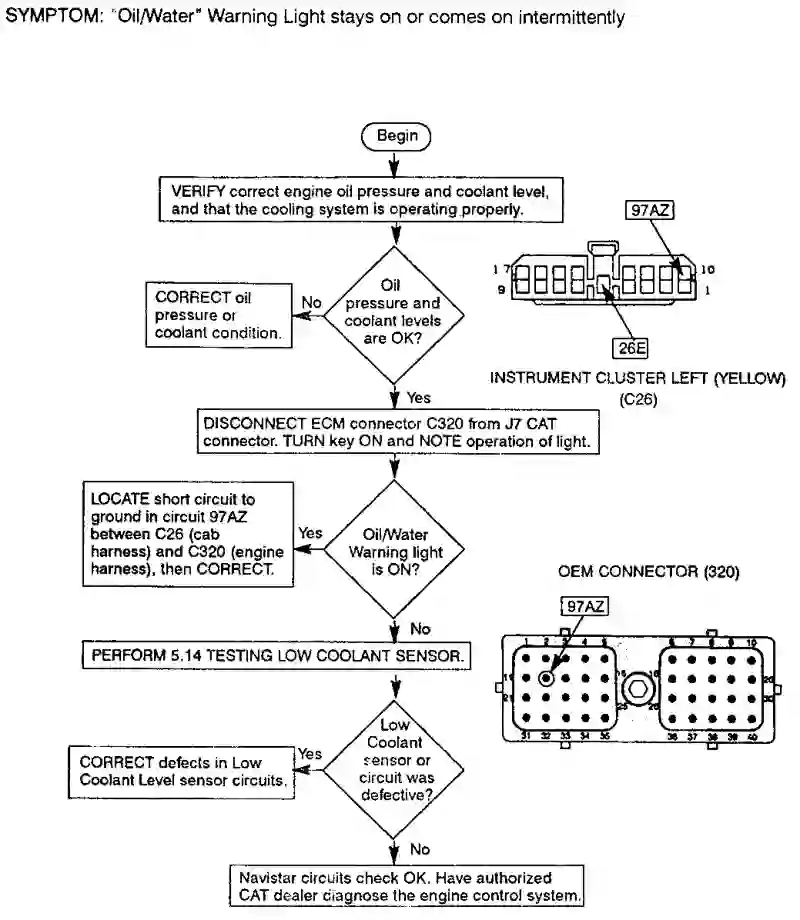 SYMPTOM: "Oil/Water" Warning Light stays on or comes on intermittently
Begin
VERIFY correct engine oil pressure and coolant level,
and that the cooling system is operating properly.
97AZ
17
10
9
1
26E
INSTRUMENT CLUSTER LEFT (YELLOW)
(C26)
Oil
pressure and
coolant levels
are OK?
No
CORRECT oil
pressure or
coolant condition.
Yes
DISCONNECT ECM connector C320 from J7 CAT
connector. TURN key ON and NOTE operation of light.
Oil/Water
Warning light
is ON?
Yes
LOCATE short circuit to
ground in circuit 97AZ
between C26 (cab
harness) and C320 (engine
harness), then CORRECT.
No
PERFORM 5.14 TESTING LOW COOLANT SENSOR.
OEM CONNECTOR (320)
97AZ
1 2 3 4 5 6 7 8 9 10
11 15 16 20
21 25 26 30
31 32 33 34 35 36 37 38 39 40
Low
Coolant
sensor or
circuit was
defective?
Yes
CORRECT defects in Low
Coolant Level sensor circuits.
No
Navistar circuits check OK. Have authorized
CAT dealer diagnose the engine control system.